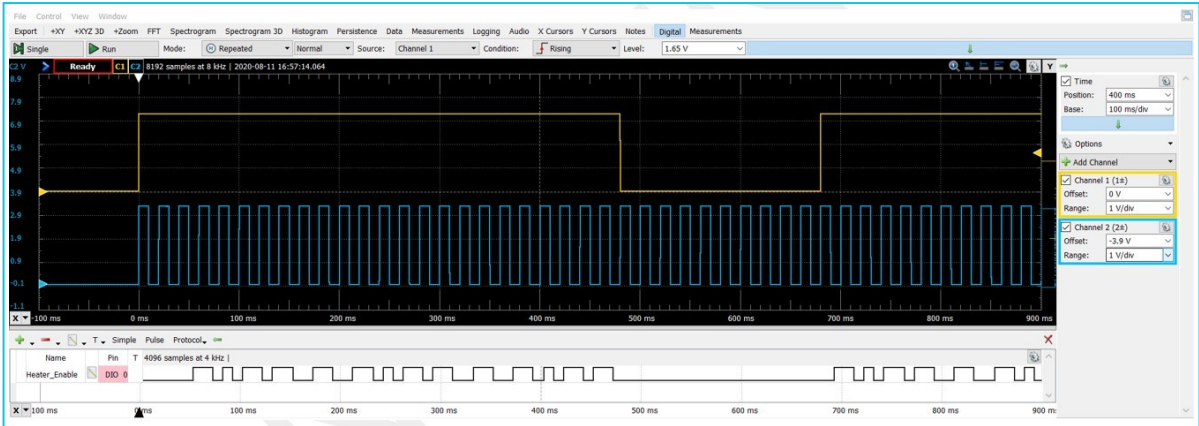 File Control View Window
Export +XY +XYZ 3D +Zoom FFT Spectrogram Spectrogram 3D Histogram Persistence Data Measurements Logging Audio X Cursors Y Cursors Notes Digital Measurements
Single Run Mode: Repeated Normal Source: Channel 1 Condition: Rising Level: 1.65 V
C2 V Ready C1 C2 8192 samples at 8 kHz | 2020-08-11 16:57:14.064 Y
8.9
7.9
6.9
5.9
4.9
3.9
2.9
1.9
0.9
-0.1
-1.1
X -100 ms 0 ms 100 ms 200 ms 300 ms 400 ms 500 ms 600 ms 700 ms 800 ms 900 ms
Time
Position: 400 ms
Base: 100 ms/div
Options
Add Channel
Channel 1 (1±)
Offset: 0 V
Range: 1 V/div
Channel 2 (2±)
Offset: -3.9 V
Range: 1 V/div
T Simple Pulse Protocol X
Name Pin T 4096 samples at 4 kHz |
Heater_Enable DIO 0
X 100 ms 100 ms 200 ms 300 ms 400 ms 500 ms 600 ms 700 ms 800 ms 900 ms